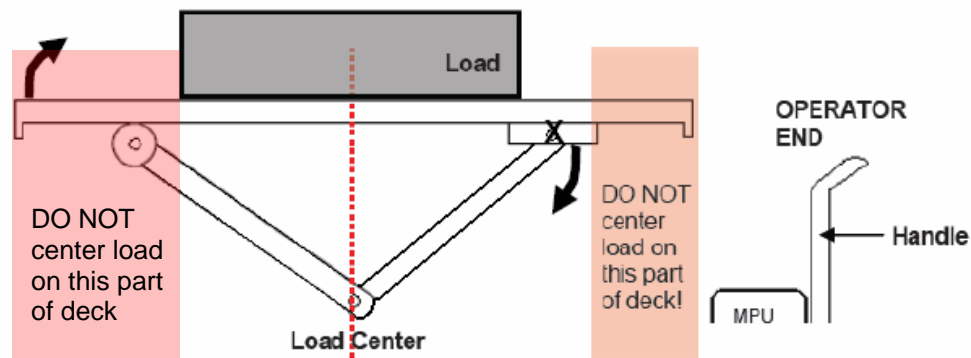 Load
OPERATOR
END
X
DO NOT
center load
on this part
of deck
DO NOT
center
load on
this part
of deck!
Handle
MPU
Load Center